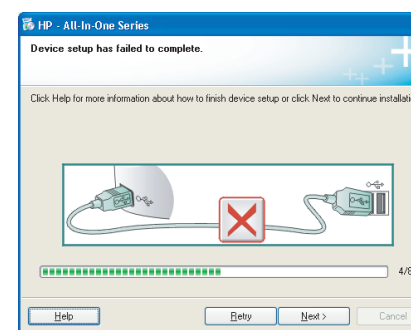 HP - All-In-One Series
Device setup has failed to complete.
Click Help for more information about how to finish device setup or click Next to continue
4/8
Help
Retry
Next >
Cancel